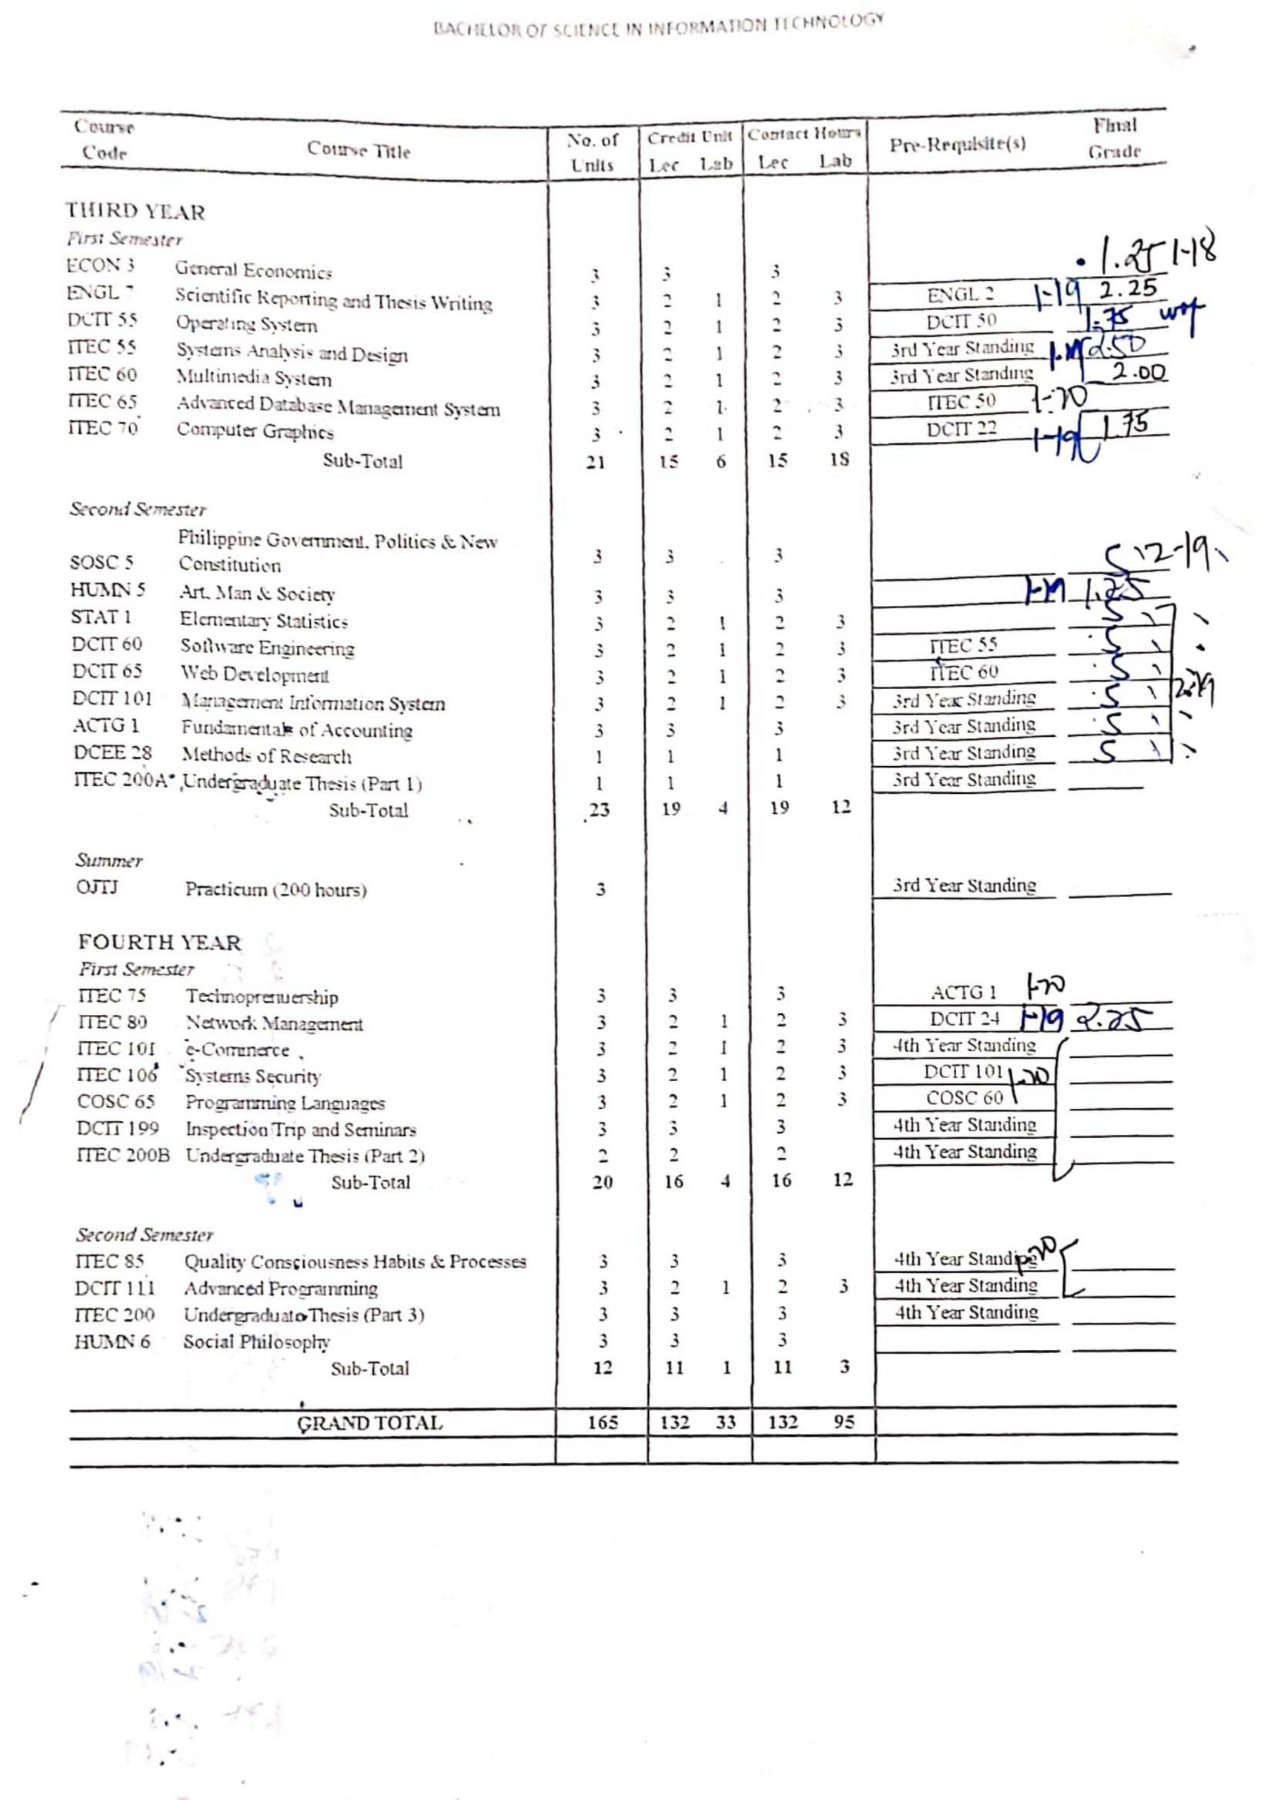 BACHELOR OF SCIENCE IN INFORMATION TECHNOLOGY
Course Code Course Title No. of Units Credit Unit Lec Lab Contact Hours Lec Lab Pre-Requisite(s) Final Grade
THIRD YEAR
First Semester
ECON 3 General Economics 3 3 3 1.25 1-18
ENGL 7 Scientific Reporting and Thesis Writing 3 2 1 2 3 ENGL 2 1-19 2.25
DCIT 55 Operating System 3 2 1 2 3 DCIT 50 1.75
ITEC 55 Systems Analysis and Design 3 2 1 2 3 3rd Year Standing 1-19 2.50
ITEC 60 Multimedia System 3 2 1 2 3 3rd Year Standing 2.00
ITEC 65 Advanced Database Management System 3 2 1 2 3 ITEC 50 1-20
ITEC 70 Computer Graphics 3 2 1 2 3 DCIT 22 1-19 1.75
Sub-Total 21 15 6 15 18
Second Semester
Philippine Government, Politics & New
SOSC 5 Constitution 3 3 3 S 2-19
HUMN 5 Art, Man & Society 3 3 3 1-19 1.25
STAT 1 Elementary Statistics 3 2 1 2 3 S
DCIT 60 Software Engineering 3 2 1 2 3 ITEC 55 S
DCIT 65 Web Development 3 2 1 2 3 ITEC 60 S
DCIT 101 Management Information System 3 2 1 2 3 3rd Year Standing S 2-19
ACTG 1 Fundamentals of Accounting 3 3 3 3rd Year Standing S
DCEE 28 Methods of Research 1 1 1 3rd Year Standing S
ITEC 200A Undergraduate Thesis (Part 1) 1 1 1 3rd Year Standing
Sub-Total 23 19 4 19 12
Summer
OJTJ Practicum (200 hours) 3 3rd Year Standing
FOURTH YEAR
First Semester
ITEC 75 Technoprenuership 3 3 3 ACTG 1 1-20
ITEC 80 Network Management 3 2 1 2 3 DCIT 24 1-19 2.25
ITEC 101 e-Commerce 3 2 1 2 3 4th Year Standing
ITEC 106 Systems Security 3 2 1 2 3 DCIT 101 1-20
COSC 65 Programming Languages 3 2 1 2 3 COSC 60
DCIT 199 Inspection Trip and Seminars 3 3 3 4th Year Standing
ITEC 200B Undergraduate Thesis (Part 2) 2 2 2 4th Year Standing
Sub-Total 20 16 4 16 12
Second Semester
ITEC 85 Quality Consciousness Habits & Processes 3 3 3 4th Year Standing 1-20
DCIT 111 Advanced Programming 3 2 1 2 3 4th Year Standing
ITEC 200 Undergraduate Thesis (Part 3) 3 3 3 4th Year Standing
HUMN 6 Social Philosophy 3 3 3
Sub-Total 12 11 1 11 3
GRAND TOTAL 165 132 33 132 95